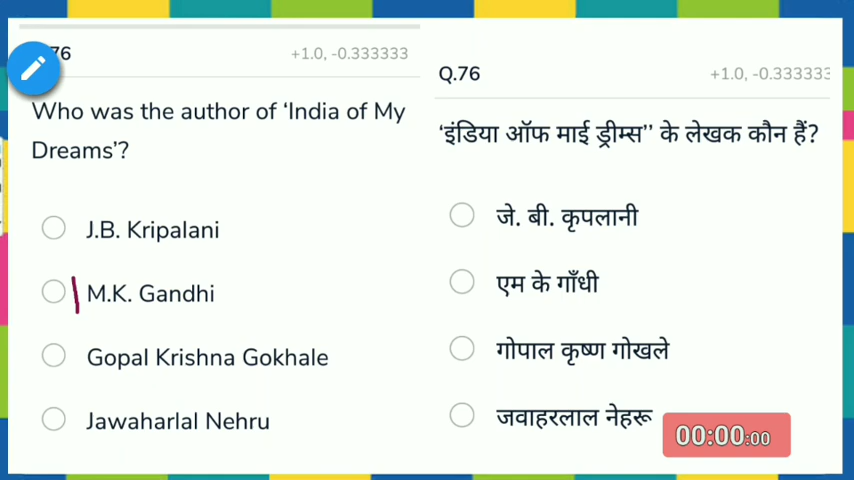 76
+1.0, -0.333333
Who was the author of ‘India of My
Dreams’?
J.B. Kripalani
M.K. Gandhi
Gopal Krishna Gokhale
Jawaharlal Nehru
Q.76
+1.0, -0.333333
‘इंडिया ऑफ माई ड्रीम्स’’ के लेखक कौन हैं?
जे. बी. कृपलानी
एम के गाँधी
गोपाल कृष्ण गोखले
जवाहरलाल नेहरू
00:00:00